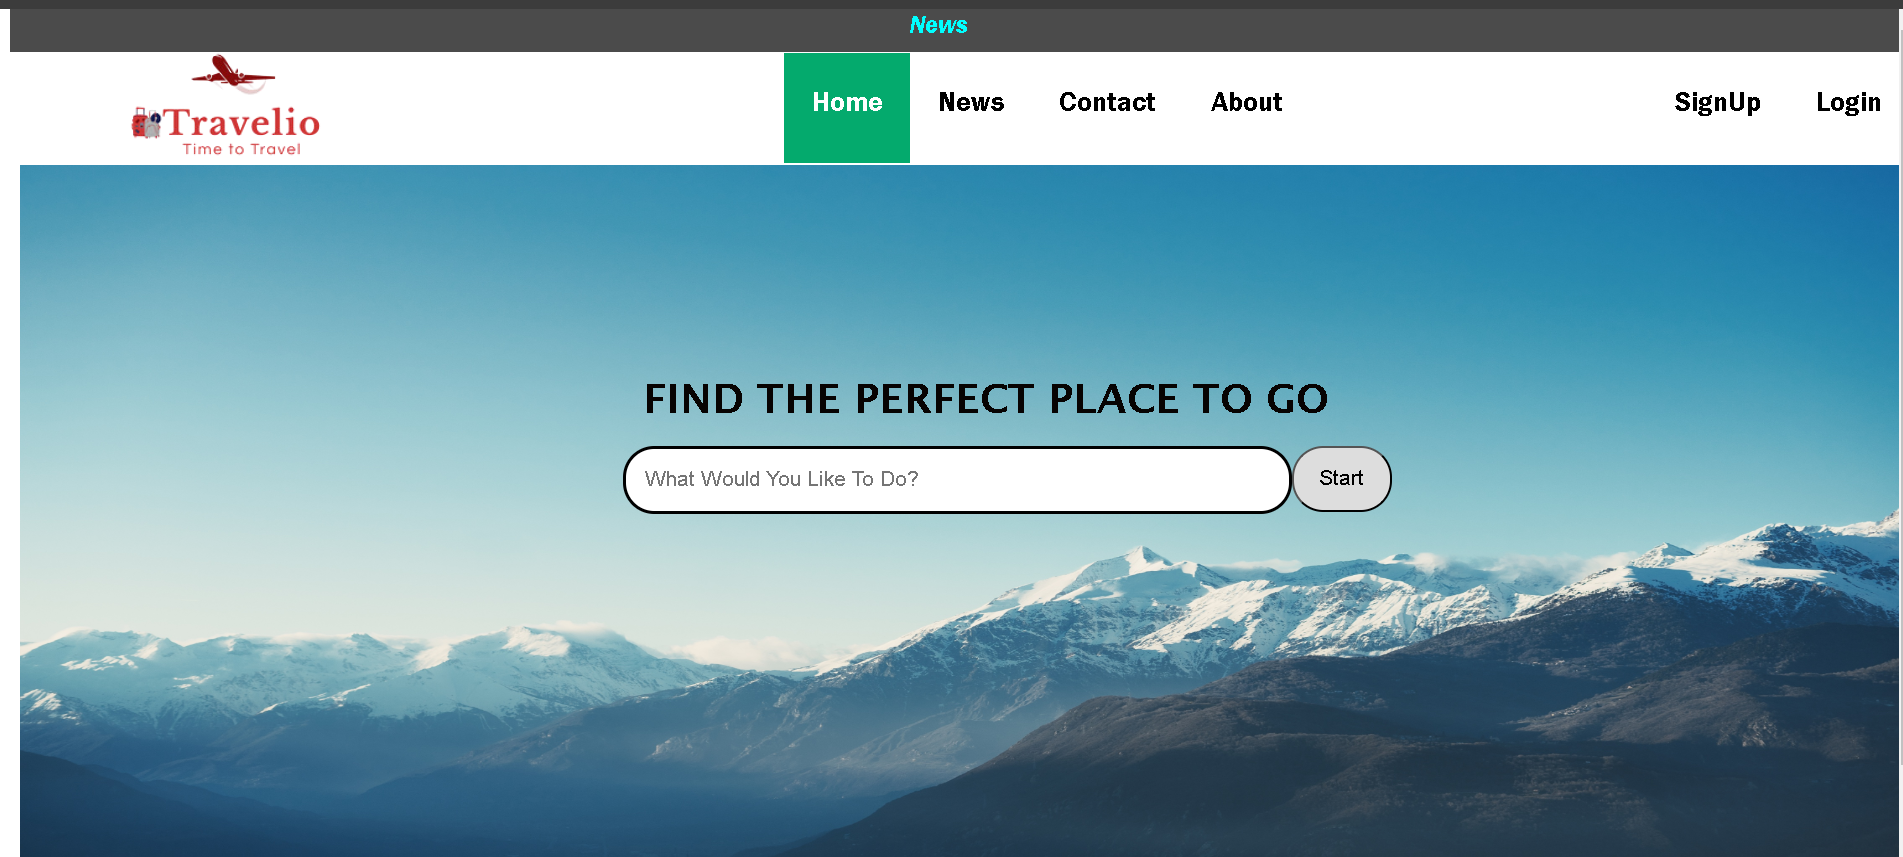 News
Travelio
Time to Travel
Home News Contact About SignUp Login
FIND THE PERFECT PLACE TO GO
What Would You Like To Do? Start